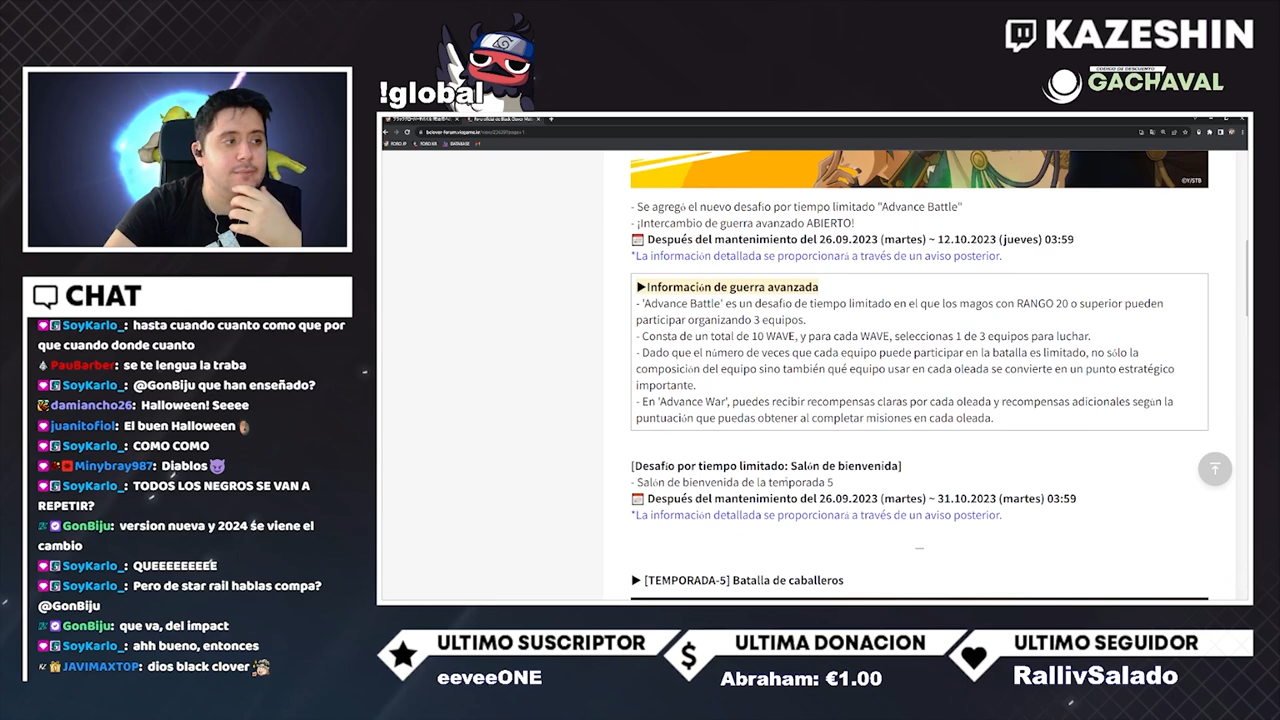 KAZESHIN
CODIGO DE DESCUENTO
GACHAVAL
!global
- Se agregó el nuevo desafío por tiempo limitado "Advance Battle"
- ¡Intercambio de guerra avanzado ABIERTO!
Después del mantenimiento del 26.09.2023 (martes) ~ 12.10.2023 (jueves) 03:59
*La información detallada se proporcionará a través de un aviso posterior.
▶Información de guerra avanzada
- 'Advance Battle' es un desafío de tiempo limitado en el que los magos con RANGO 20 o superior pueden
participar organizando 3 equipos.
- Consta de un total de 10 WAVE, y para cada WAVE, seleccionas 1 de 3 equipos para luchar.
- Dado que el número de veces que cada equipo puede participar en la batalla es limitado, no sólo la
composición del equipo sino también qué equipo usar en cada oleada se convierte en un punto estratégico
importante.
- En 'Advance War', puedes recibir recompensas claras por cada oleada y recompensas adicionales según la
puntuación que puedas obtener al completar misiones en cada oleada.
[Desafío por tiempo limitado: Salón de bienvenida]
- Salón de bienvenida de la temporada 5
Después del mantenimiento del 26.09.2023 (martes) ~ 31.10.2023 (martes) 03:59
*La información detallada se proporcionará a través de un aviso posterior.
▶ [TEMPORADA-5] Batalla de caballeros
©Y/STB
CHAT
SoyKarlo_: hasta cuando cuanto como que por
que cuando donde cuanto
PauBarber: se te lengua la traba
SoyKarlo_: @GonBiju que han enseñado?
damiancho26: Halloween! Seeee
juanitofiol: El buen Halloween
SoyKarlo_: COMO COMO
Minybray987: Diablos
SoyKarlo_: TODOS LOS NEGROS SE VAN A
REPETIR?
GonBiju: version nueva y 2024 se viene el
cambio
SoyKarlo_: QUEEEEEEEEE
SoyKarlo_: Pero de star rail hablas compa?
@GonBiju
GonBiju: que va, del impact
SoyKarlo_: ahh bueno, entonces
JAVIMAXTOP: dios black clover
ULTIMO SUSCRIPTOR
eeveeONE
ULTIMA DONACION
Abraham: €1.00
ULTIMO SEGUIDOR
RallivSalado